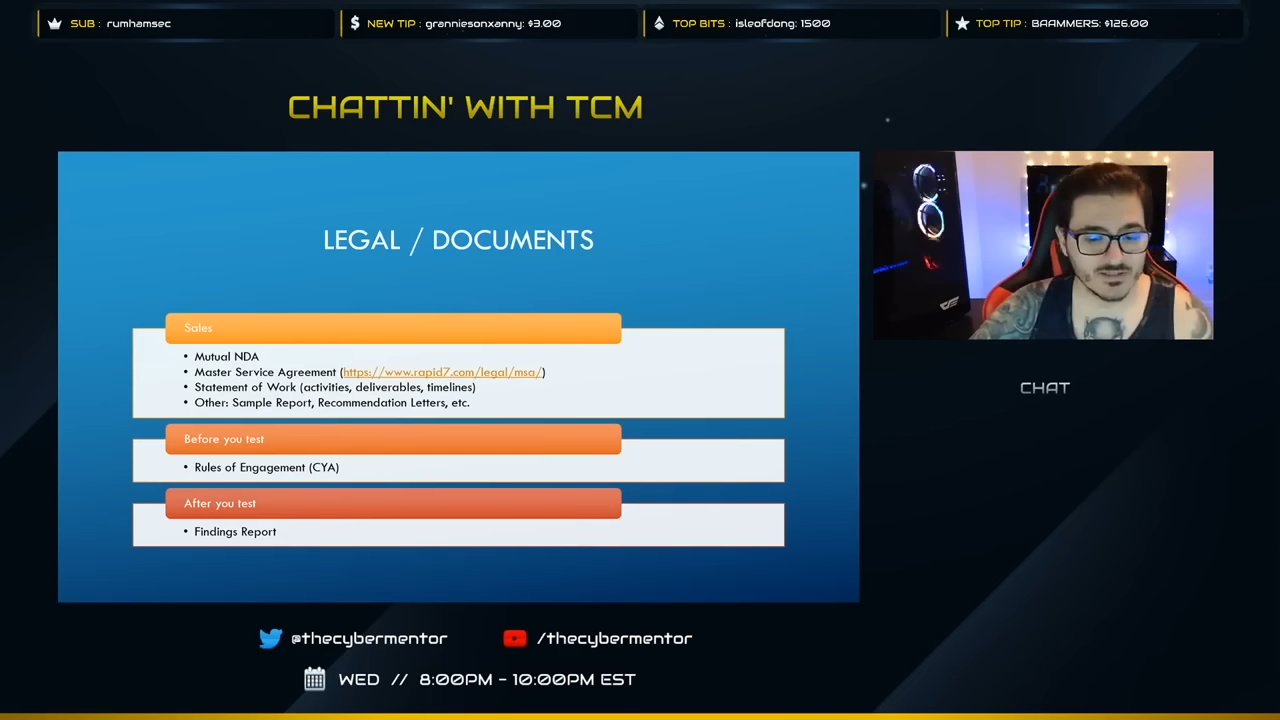 SUB : rumhamsec
NEW TIP : granniesonxanny: $3.00
TOP BITS : isleofdong: 1500
TOP TIP : BAAMMERS: $126.00
CHATTIN' WITH TCM
LEGAL / DOCUMENTS
Sales
• Mutual NDA
• Master Service Agreement (https://www.rapid7.com/legal/msa/)
• Statement of Work (activities, deliverables, timelines)
• Other: Sample Report, Recommendation Letters, etc.
Before you test
• Rules of Engagement (CYA)
After you test
• Findings Report
CHAT
@thecybermentor
/thecybermentor
WED // 8:00PM - 10:00PM EST